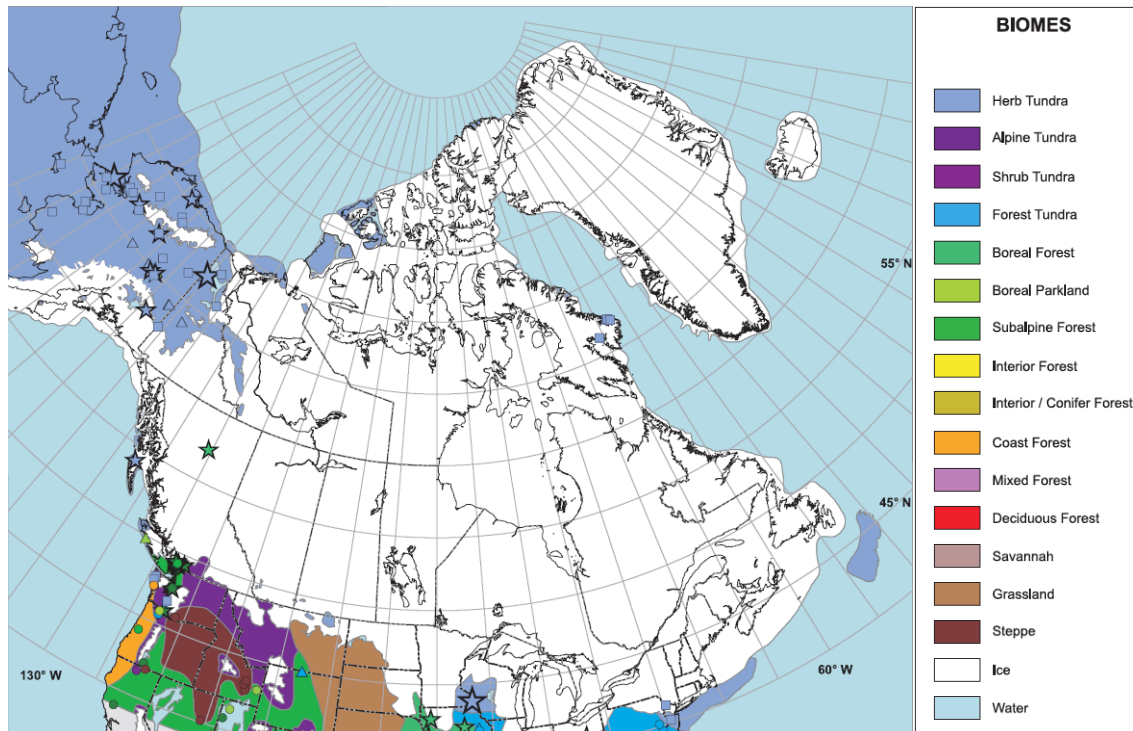 BIOMES
Herb Tundra
Alpine Tundra
Shrub Tundra
Forest Tundra
Boreal Forest
Boreal Parkland
Subalpine Forest
Interior Forest
Interior / Conifer Forest
Coast Forest
Mixed Forest
Deciduous Forest
Savannah
Grassland
Steppe
Ice
Water
55° N
45° N
130° W
60° W